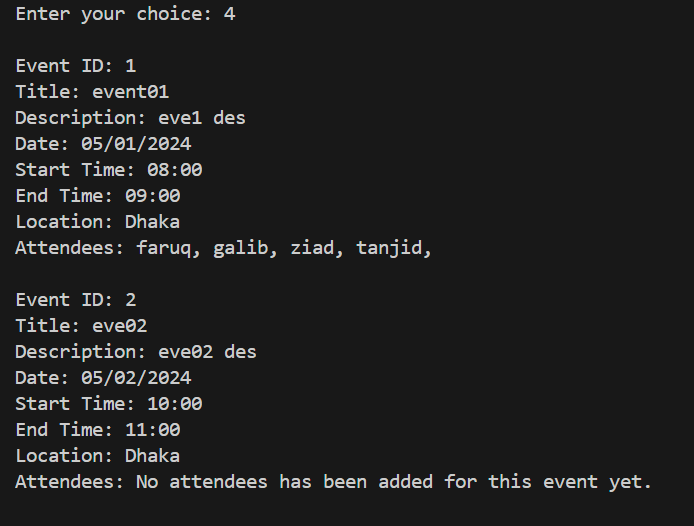 Enter your choice: 4
Event ID: 1
Title: event01
Description: eve1 des
Date: 05/01/2024
Start Time: 08:00
End Time: 09:00
Location: Dhaka
Attendees: faruq, galib, ziad, tanjid,
Event ID: 2
Title: eve02
Description: eve02 des
Date: 05/02/2024
Start Time: 10:00
End Time: 11:00
Location: Dhaka
Attendees: No attendees has been added for this event yet.